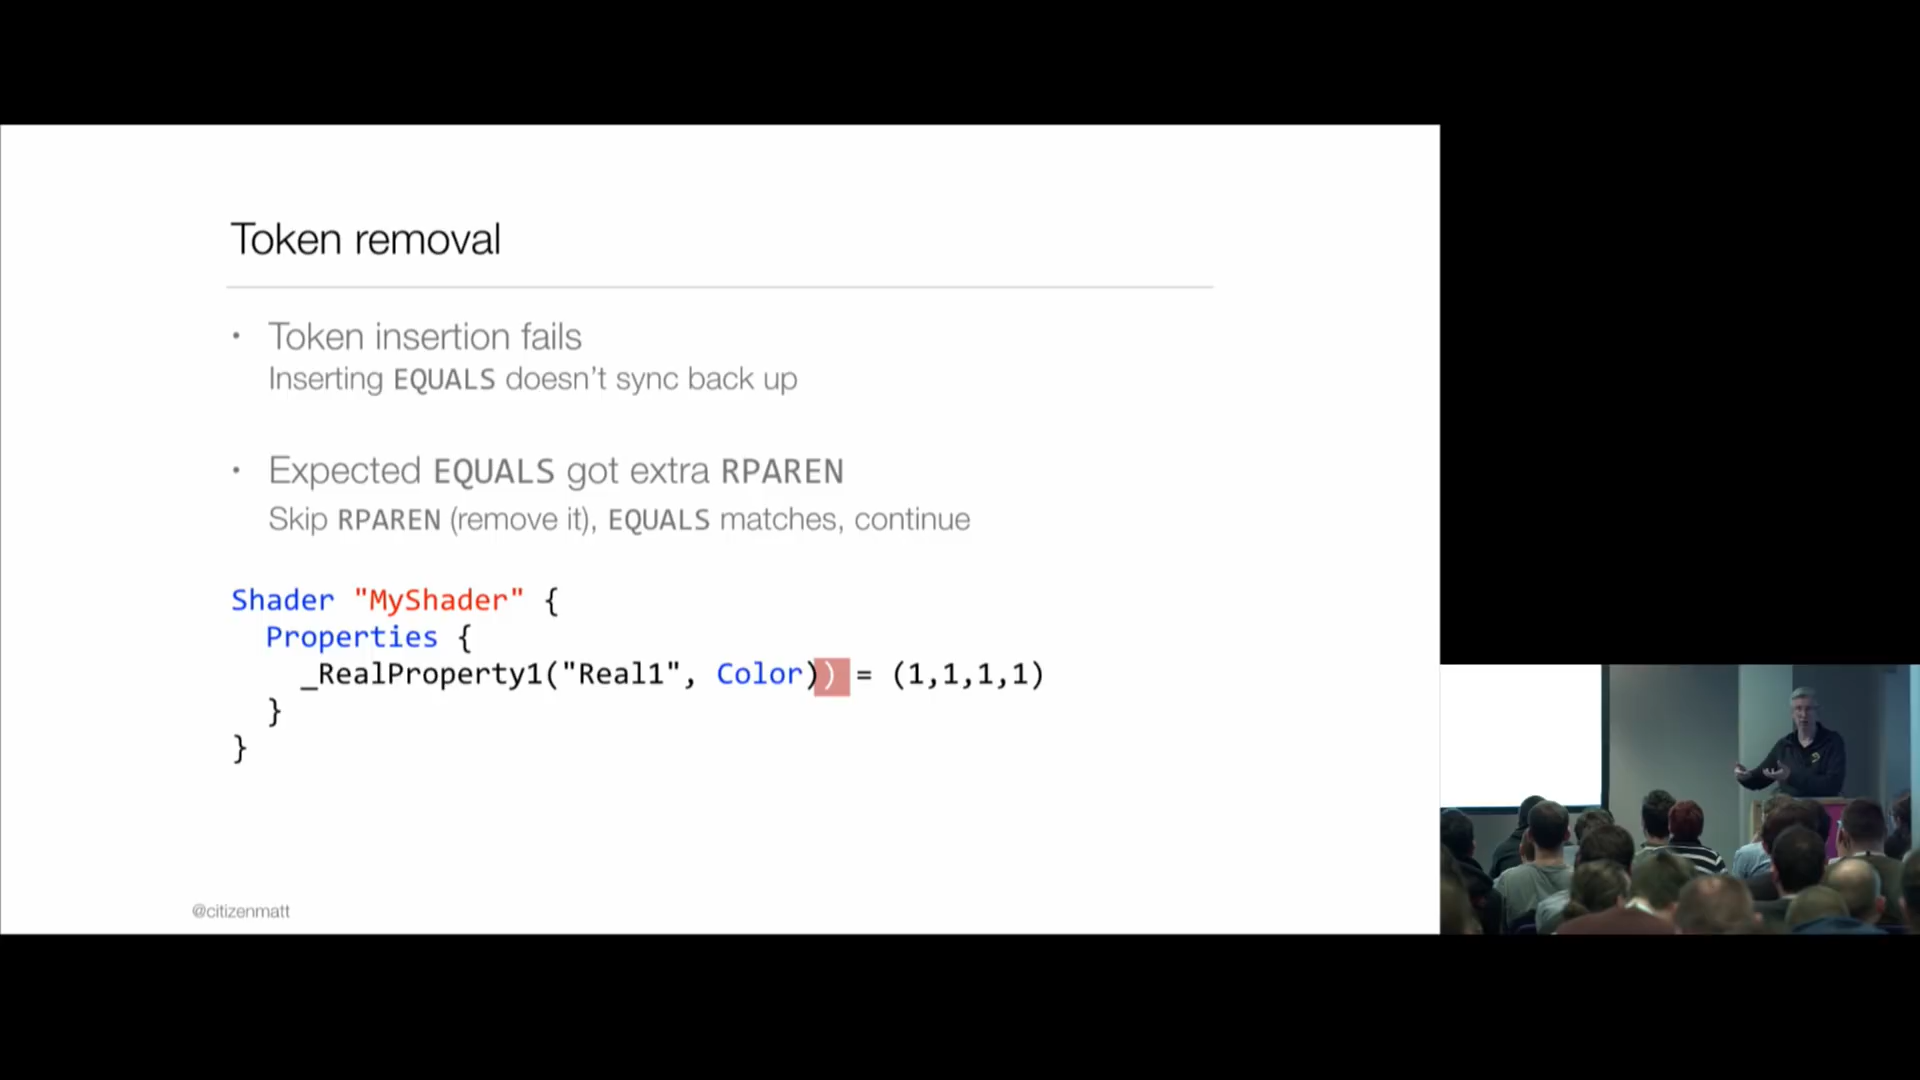 Token removal
• Token insertion fails
Inserting EQUALS doesn't sync back up
• Expected EQUALS got extra RPAREN
Skip RPAREN (remove it), EQUALS matches, continue
Shader "MyShader" {
Properties {
_RealProperty1("Real1", Color)) = (1,1,1,1)
}
}
@citizenmatt